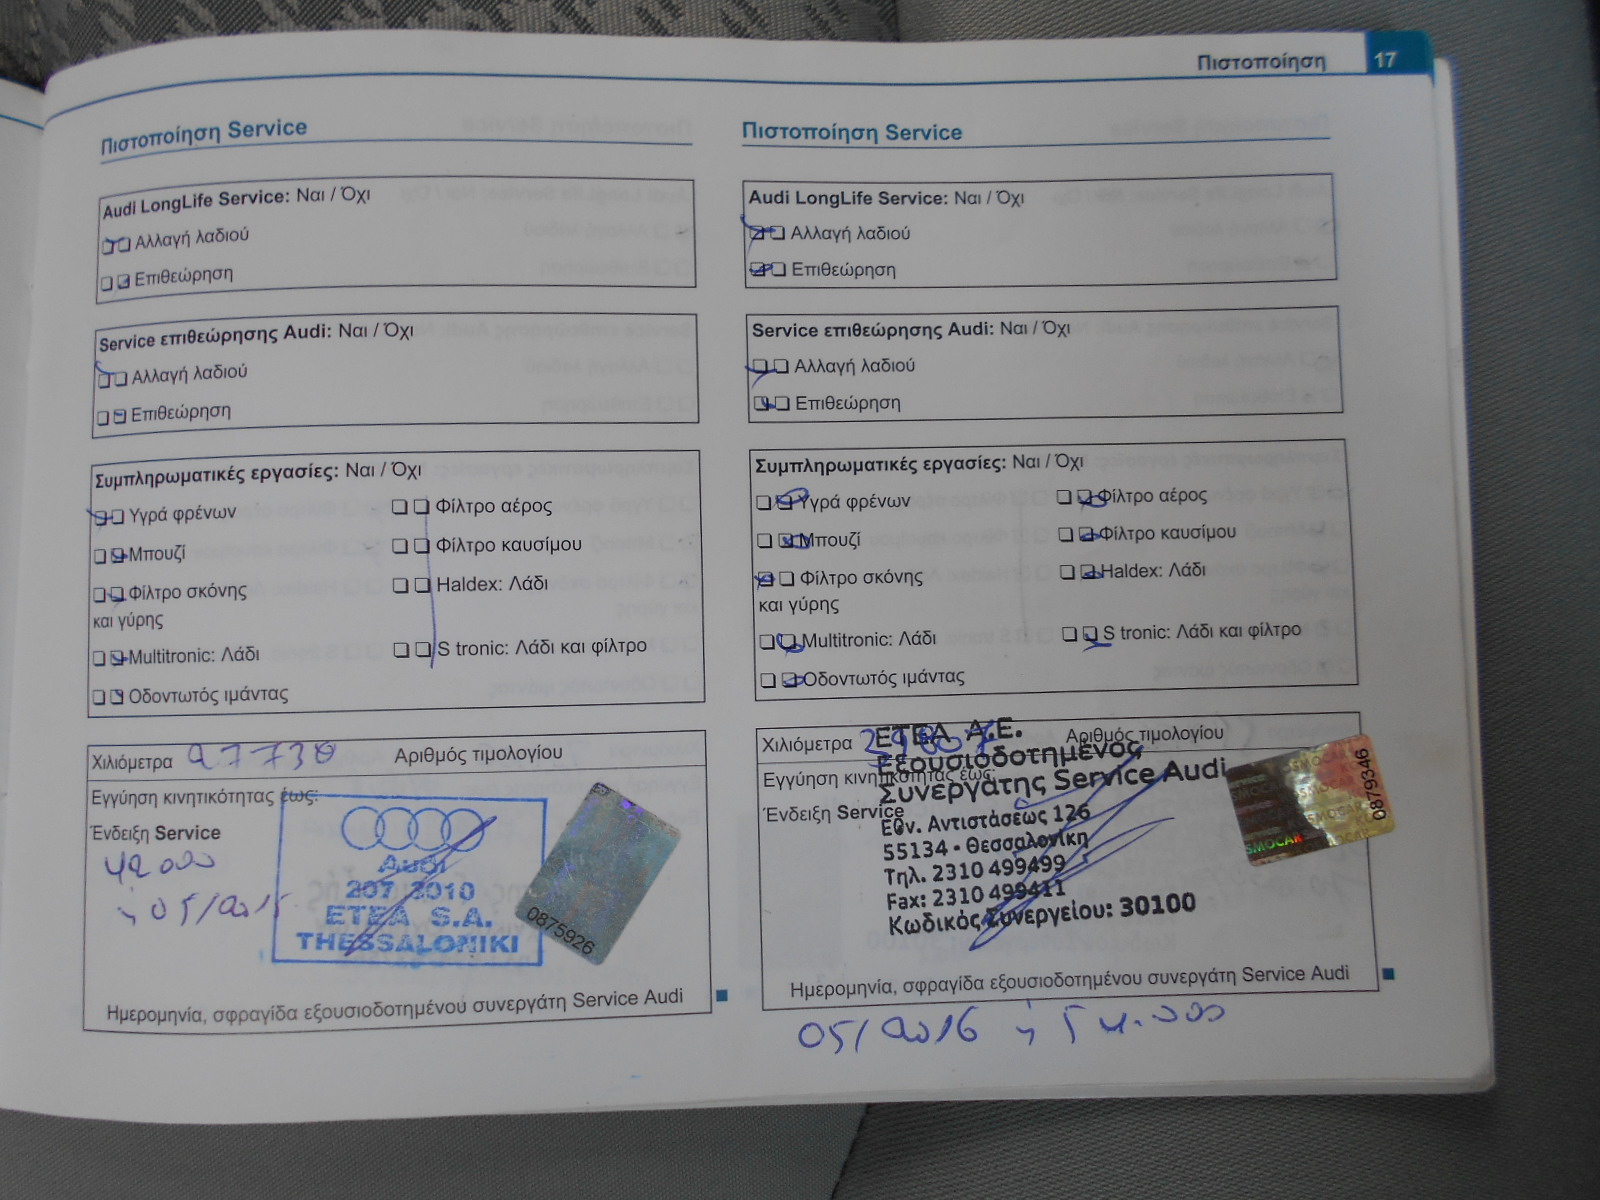 Πιστοποίηση 17
Πιστοποίηση Service
Audi LongLife Service: Ναι / Όχι
Αλλαγή λαδιού
Επιθεώρηση
Service επιθεώρησης Audi: Ναι / Όχι
Αλλαγή λαδιού
Επιθεώρηση
Συμπληρωματικές εργασίες: Ναι / Όχι
Υγρά φρένων
Φίλτρο αέρος
Μπουζί
Φίλτρο καυσίμου
Φίλτρο σκόνης
και γύρης
Haldex: Λάδι
Multitronic: Λάδι
S tronic: Λάδι και φίλτρο
Οδοντωτός ιμάντας
Χιλιόμετρα 27730 Αριθμός τιμολογίου
Εγγύηση κινητικότητας έως:
Ένδειξη Service
42000
ή 05/2015
Audi
207 3010
ETEA S.A.
THESSALONIKI
0875926
Ημερομηνία, σφραγίδα εξουσιοδοτημένου συνεργάτη Service Audi
Πιστοποίηση Service
Audi LongLife Service: Ναι / Όχι
Αλλαγή λαδιού
Επιθεώρηση
Service επιθεώρησης Audi: Ναι / Όχι
Αλλαγή λαδιού
Επιθεώρηση
Συμπληρωματικές εργασίες: Ναι / Όχι
Υγρά φρένων
Φίλτρο αέρος
Μπουζί
Φίλτρο καυσίμου
Φίλτρο σκόνης
και γύρης
Haldex: Λάδι
Multitronic: Λάδι
S tronic: Λάδι και φίλτρο
Οδοντωτός ιμάντας
Χιλιόμετρα Αριθμός τιμολογίου
Εγγύηση κινητικότητας έως:
Ένδειξη Service
ΕΤΕΑ Α.Ε.
Εξουσιοδοτημένος
Συνεργάτης Service Audi
Εθν. Αντιστάσεως 126
55134 - Θεσσαλονίκη
Τηλ. 2310 499499
Fax: 2310 499411
Κωδικός Συνεργείου: 30100
SMOCAR
0879346
Ημερομηνία, σφραγίδα εξουσιοδοτημένου συνεργάτη Service Audi
05/2016 ή